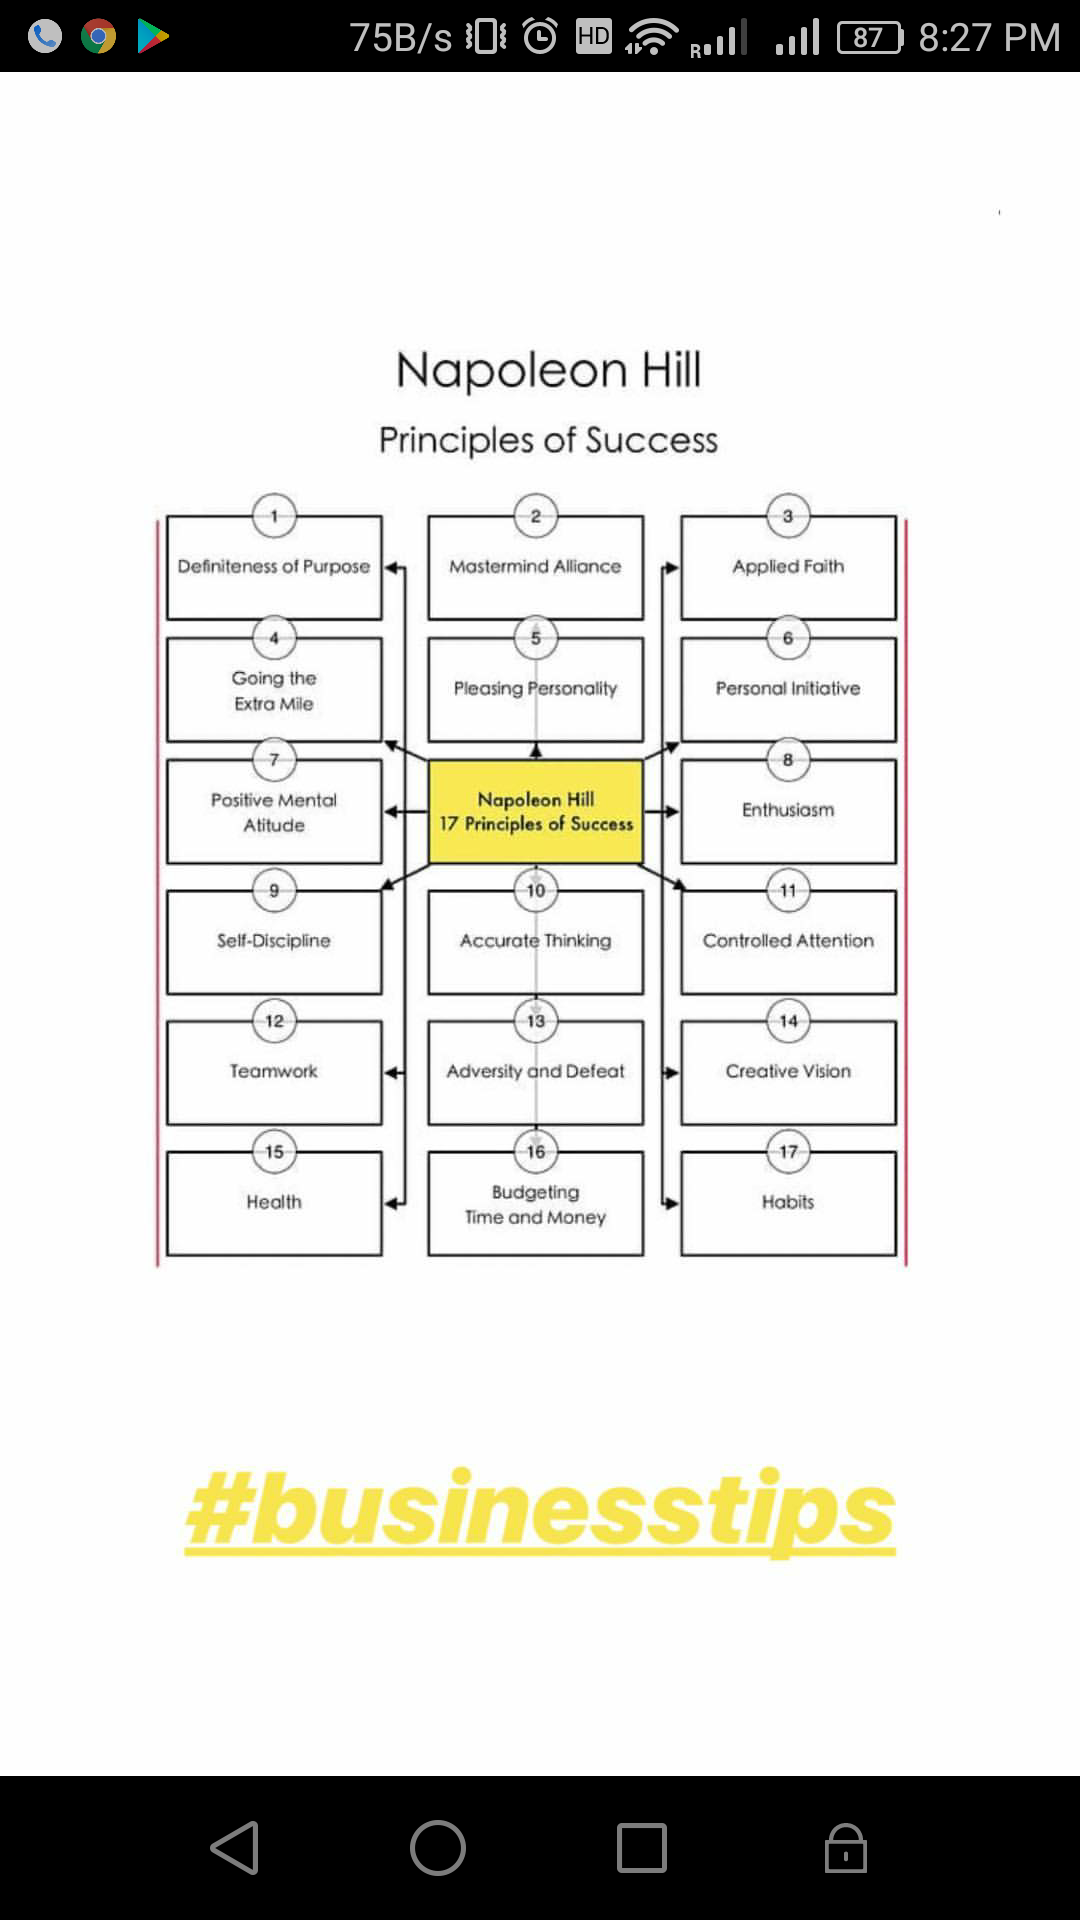 75B/s HD R 87 8:27 PM
Napoleon Hill
Principles of Success
1
Definiteness of Purpose
2
Mastermind Alliance
3
Applied Faith
4
Going the
Extra Mile
5
Pleasing Personality
6
Personal Initiative
7
Positive Mental
Atitude
Napoleon Hill
17 Principles of Success
8
Enthusiasm
9
Self-Discipline
10
Accurate Thinking
11
Controlled Attention
12
Teamwork
13
Adversity and Defeat
14
Creative Vision
15
Health
16
Budgeting
Time and Money
17
Habits
#businesstips